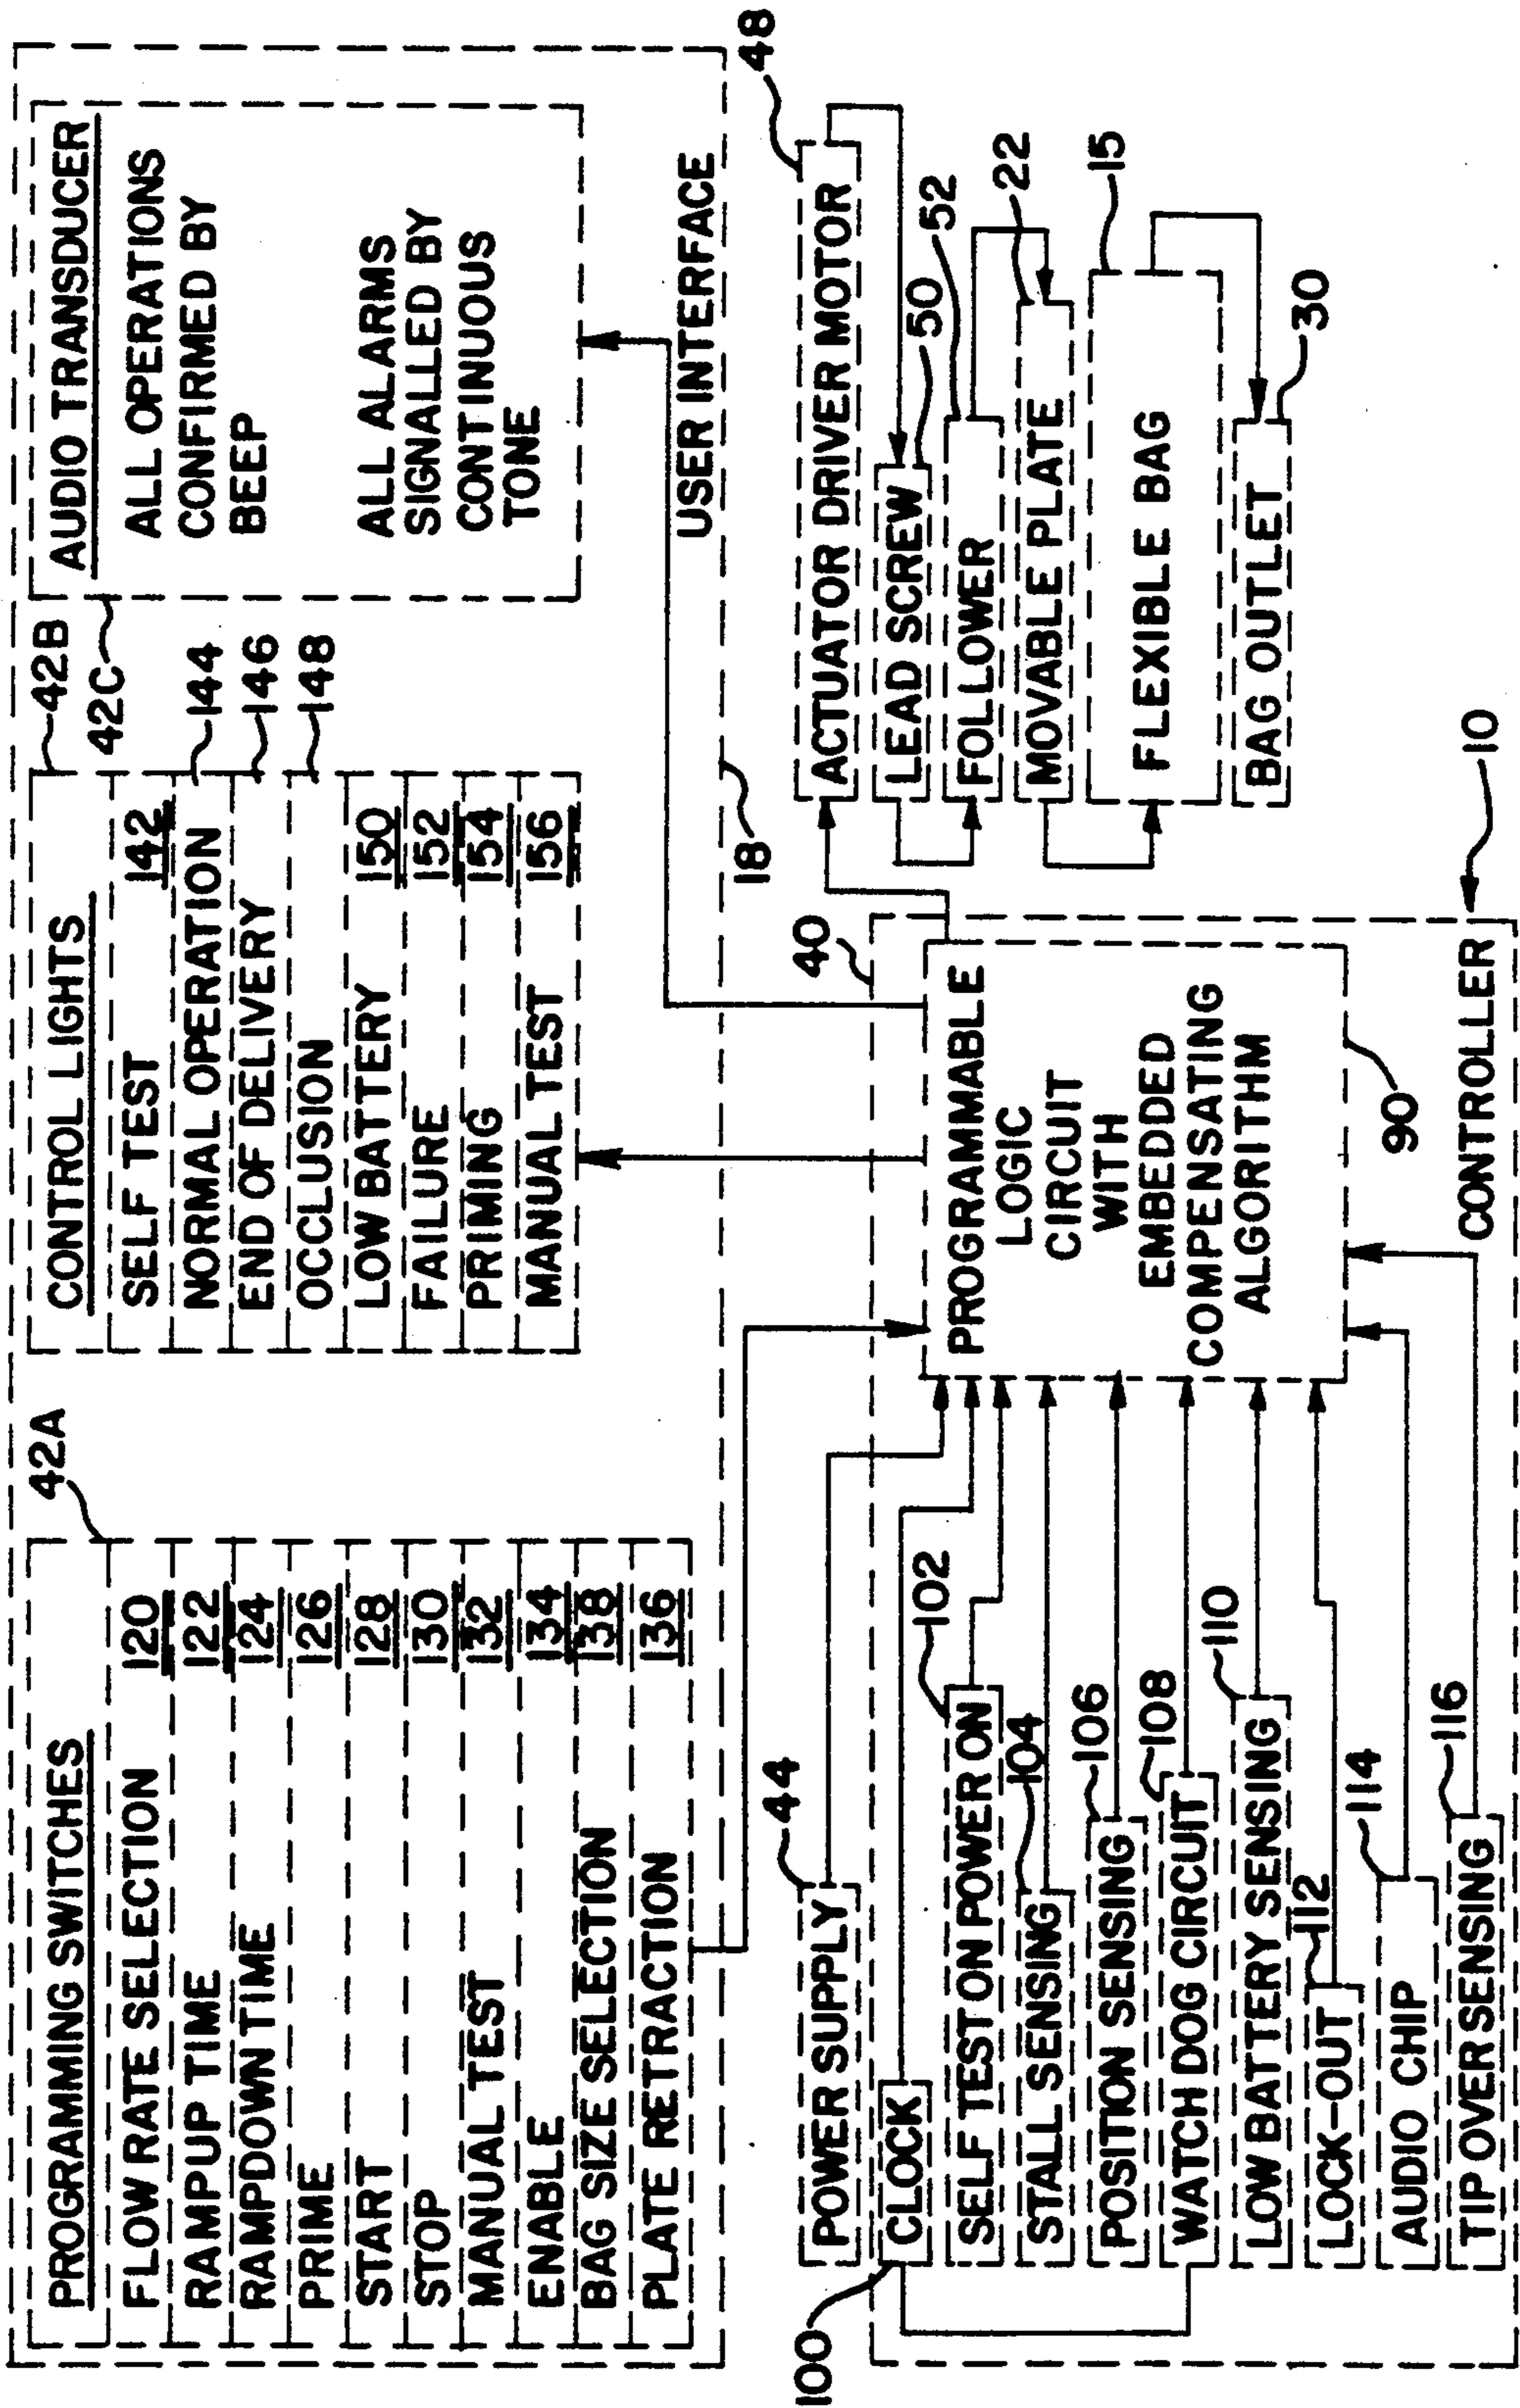 PROGRAMMING SWITCHES
42A
FLOW RATE SELECTION 120
RAMPUP TIME 122
RAMPDOWN TIME 124
PRIME 126
START 128
STOP 130
MANUAL TEST 132
ENABLE 134
BAG SIZE SELECTION 138
PLATE RETRACTION 136
CONTROL LIGHTS
42B
SELF TEST 142
NORMAL OPERATION 144
END OF DELIVERY 146
OCCLUSION 148
LOW BATTERY 150
FAILURE 152
PRIMING 154
MANUAL TEST 156
42C
AUDIO TRANSDUCER
ALL OPERATIONS
CONFIRMED BY
BEEP
ALL ALARMS
SIGNALLED BY
CONTINUOUS
TONE
USER INTERFACE
18
POWER SUPPLY
44
CLOCK
100
SELF TEST ON POWER ON
102
STALL SENSING
104
POSITION SENSING
106
WATCH DOG CIRCUIT
108
LOW BATTERY SENSING
110
LOCK-OUT
112
AUDIO CHIP
114
TIP OVER SENSING
116
40
PROGRAMMABLE
LOGIC
CIRCUIT
WITH
EMBEDDED
COMPENSATING
ALGORITHM
90
CONTROLLER
10
ACTUATOR DRIVER MOTOR
48
LEAD SCREW
50
FOLLOWER
52
MOVABLE PLATE
22
FLEXIBLE BAG
15
BAG OUTLET
30